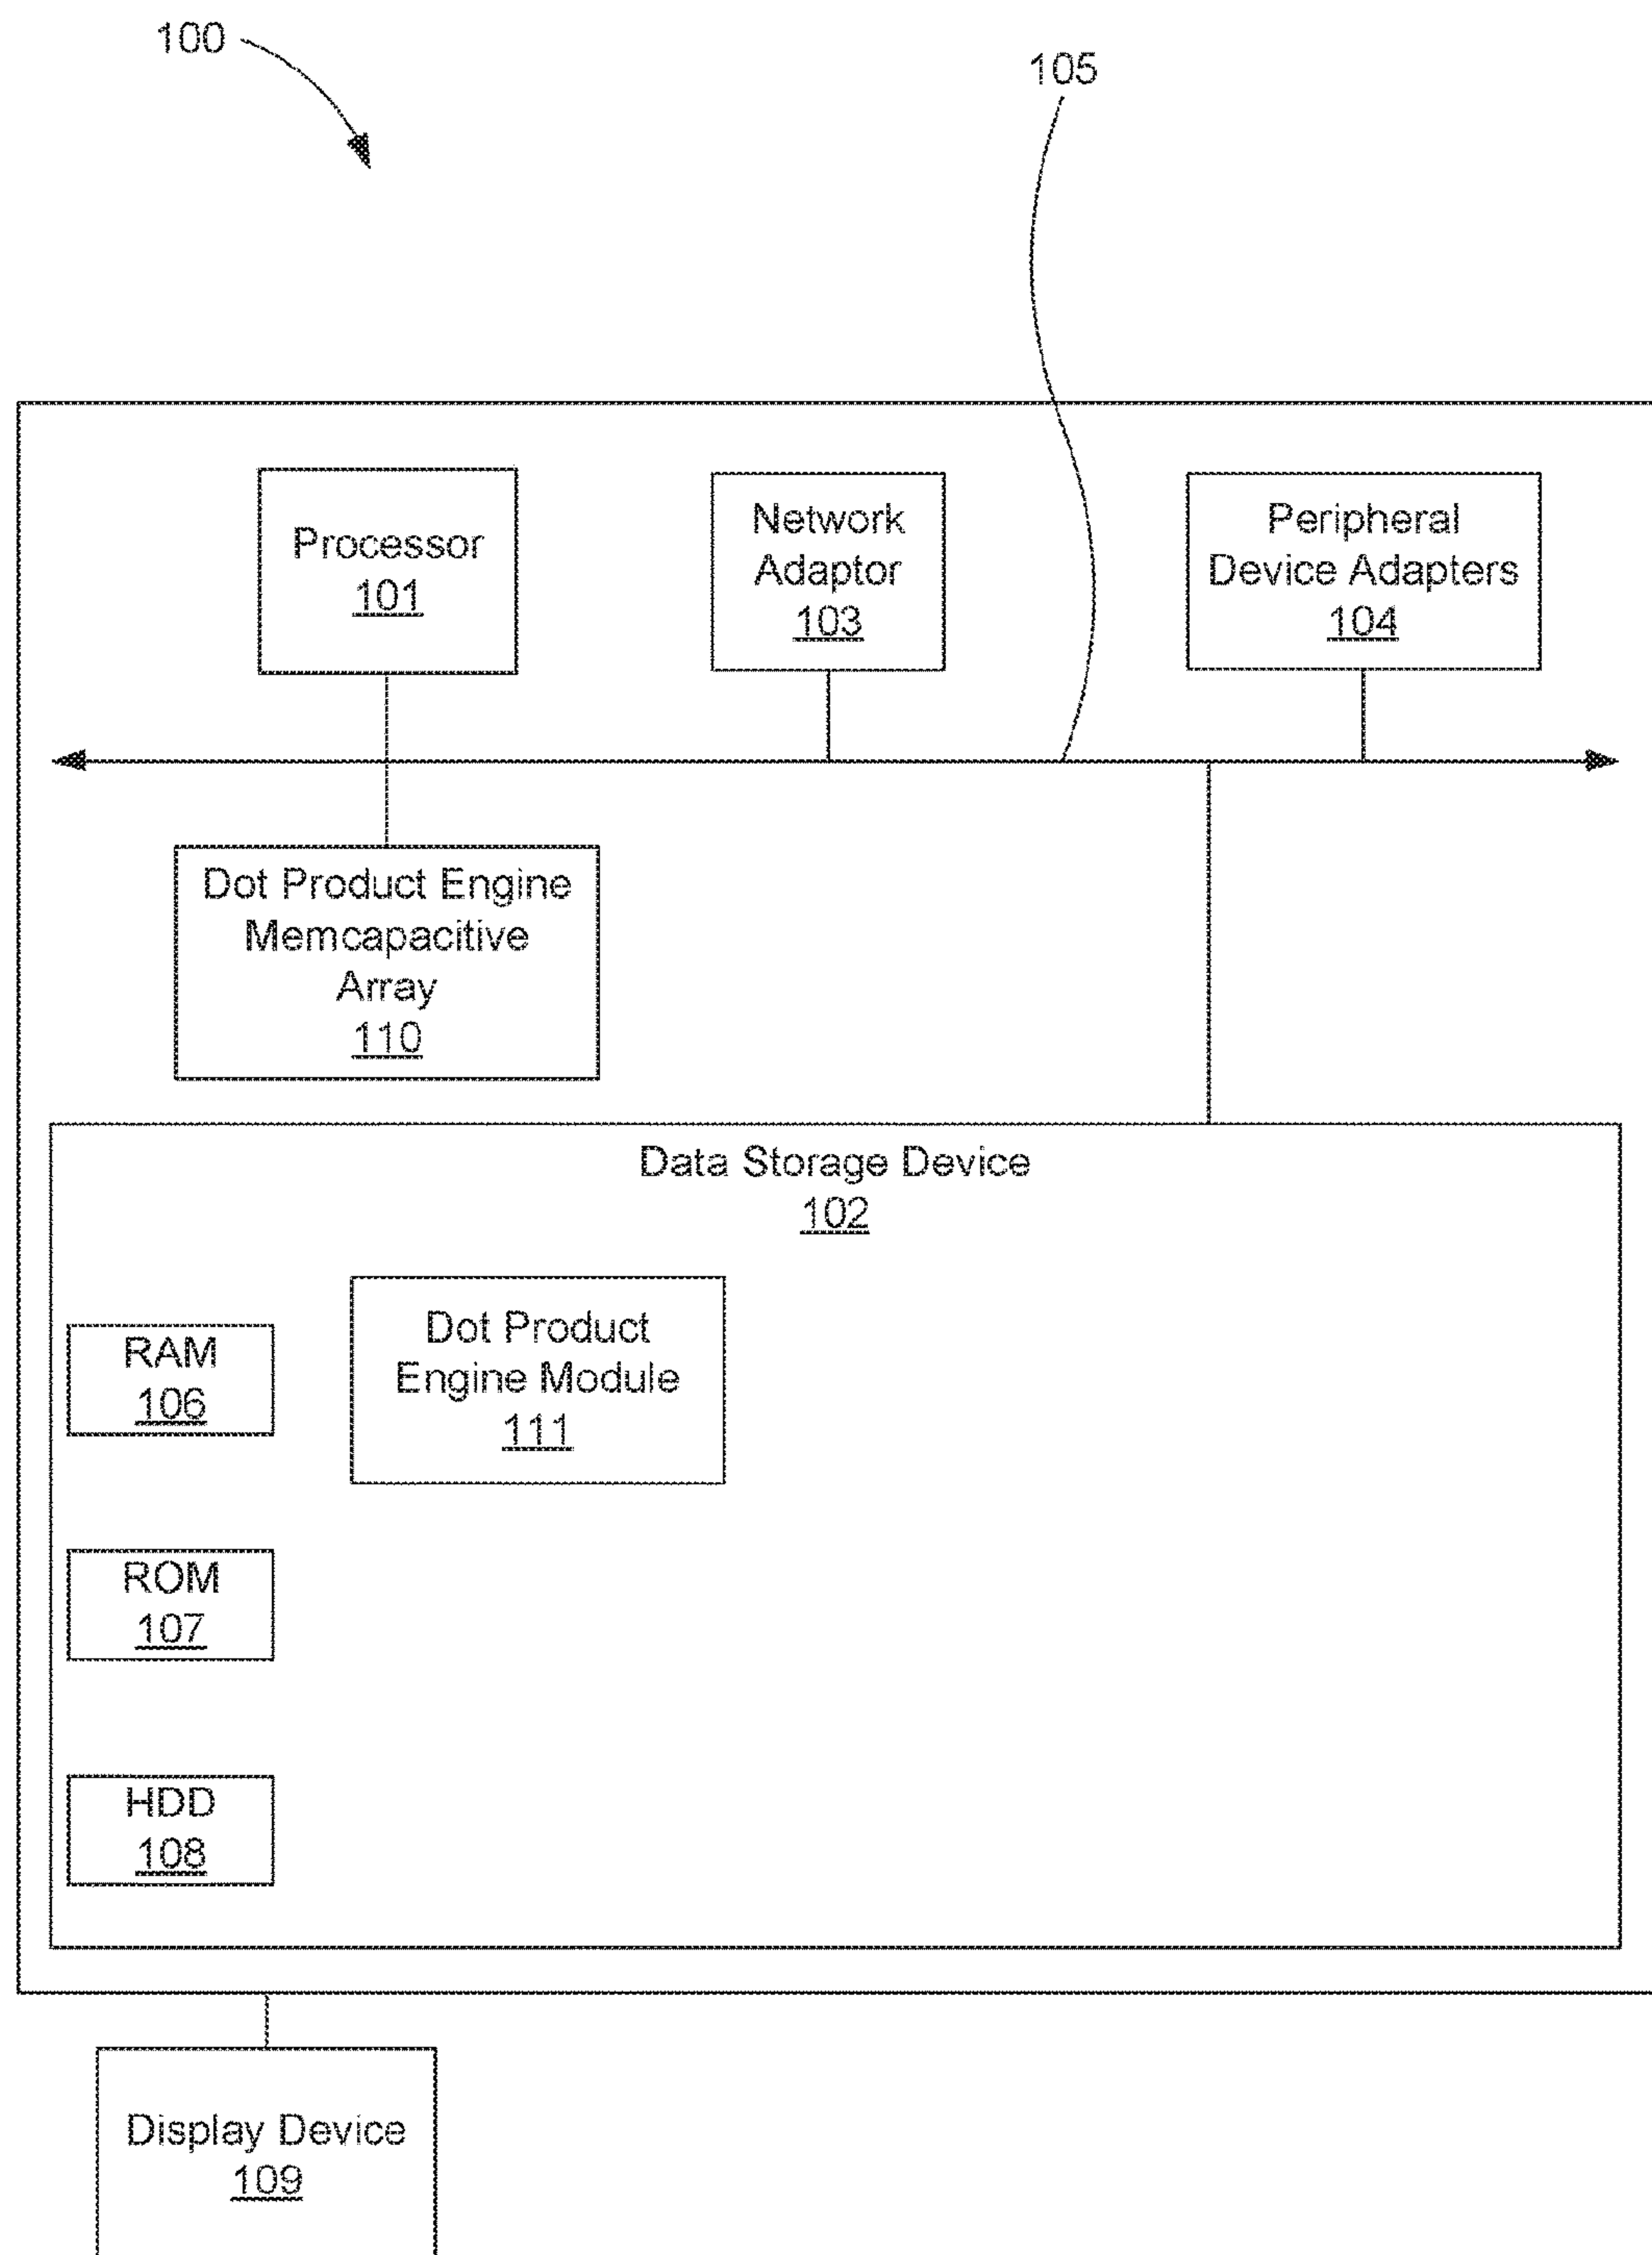 100
105
Processor
101
Network
Adaptor
103
Peripheral
Device Adapters
104
Dot Product Engine
Memcapacitive
Array
110
Data Storage Device
102
RAM
106
Dot Product
Engine Module
111
ROM
107
HDD
108
Display Device
109